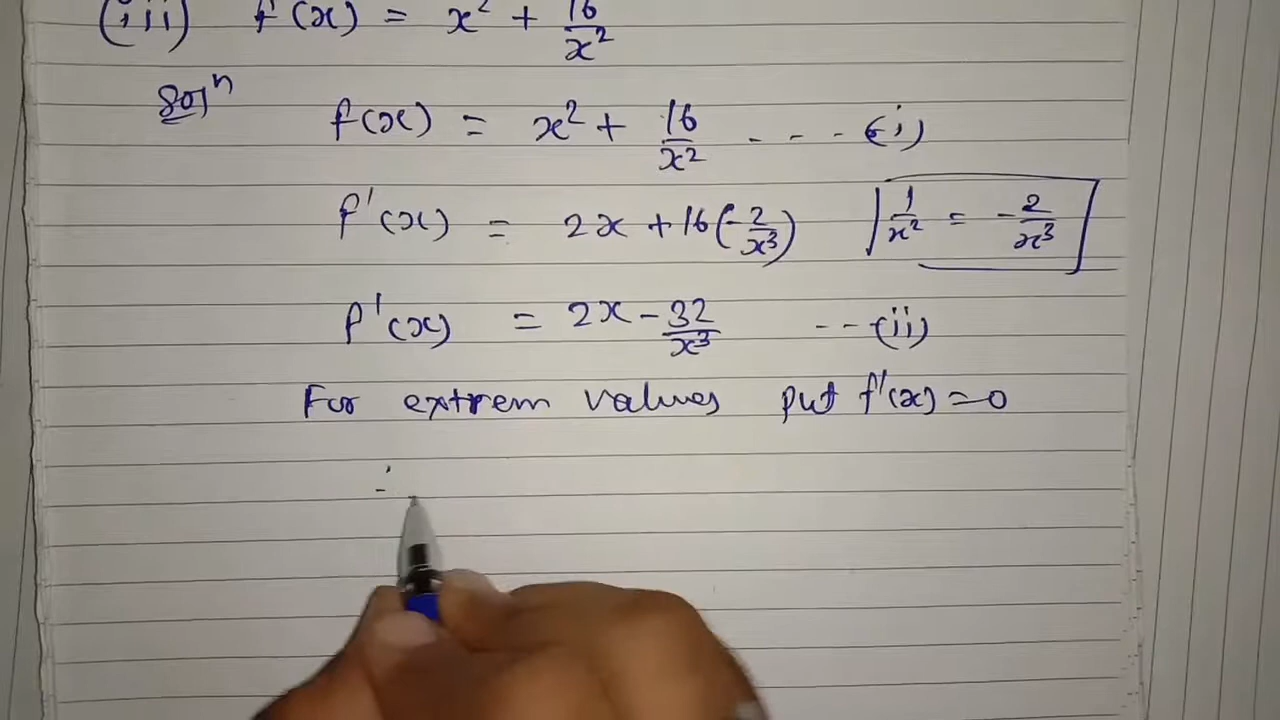 (iii) f(x) = x² + 16/x²
Solⁿ
f(x) = x² + 16/x² - - - - (i)
f'(x) = 2x + 16(-2/x³) | 1/x² = -2/x³
f'(x) = 2x - 32/x³ - - - (ii)
For extrem values put f'(x) = 0
∴